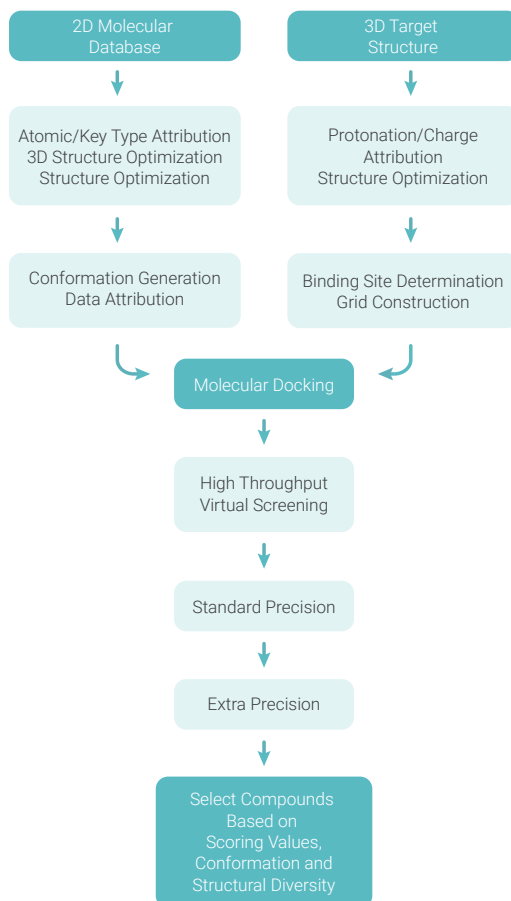 2D Molecular
Database
3D Target
Structure
Atomic/Key Type Attribution
3D Structure Optimization
Structure Optimization
Protonation/Charge
Attribution
Structure Optimization
Conformation Generation
Data Attribution
Binding Site Determination
Grid Construction
Molecular Docking
High Throughput
Virtual Screening
Standard Precision
Extra Precision
Select Compounds
Based on
Scoring Values,
Conformation and
Structural Diversity